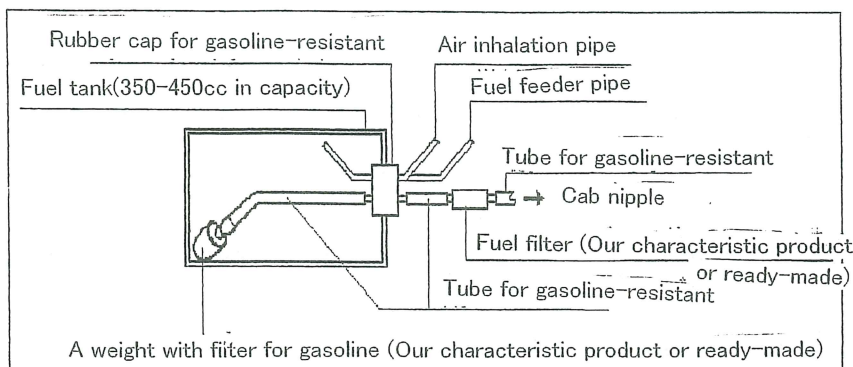 Rubber cap for gasoline-resistant
Air inhalation pipe
Fuel tank(350-450cc in capacity)
Fuel feeder pipe
Tube for gasoline-resistant
Cab nipple
Fuel filter (Our characteristic product
or ready-made)
Tube for gasoline-resistant
A weight with fiiter for gasoline (Our characteristic product or ready-made)